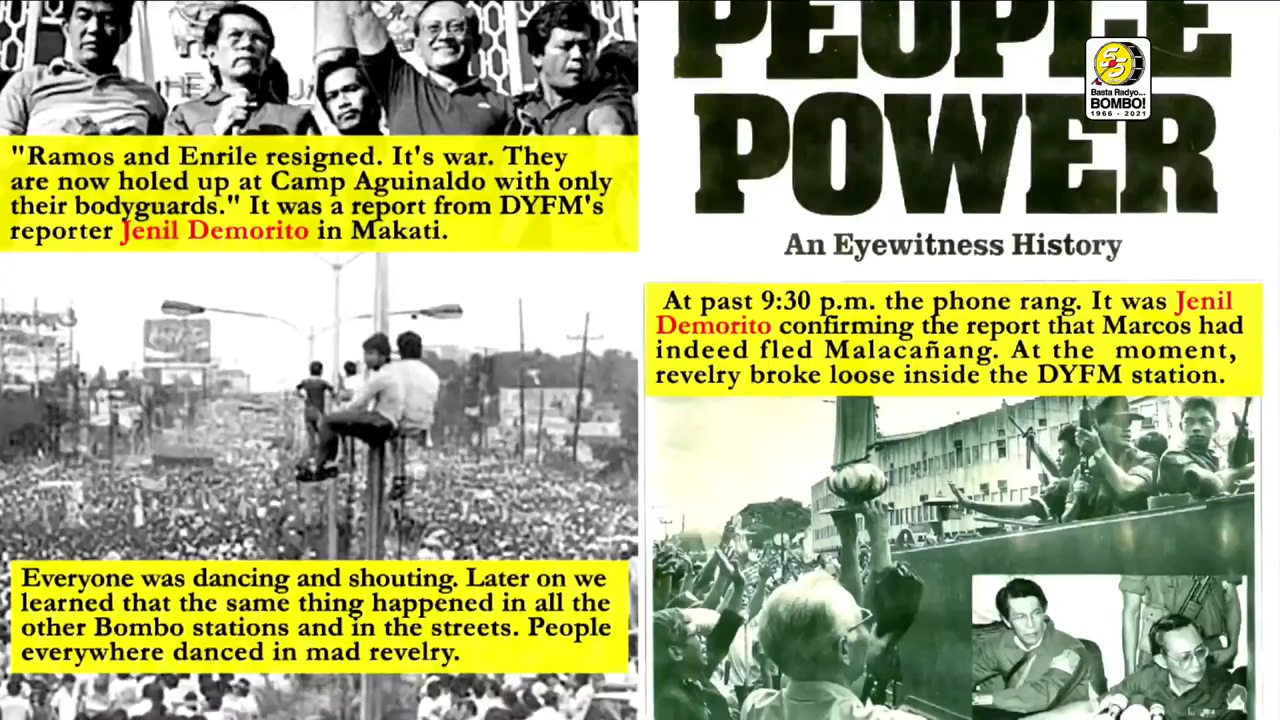 "Ramos and Enrile resigned. It's war. They
are now holed up at Camp Aguinaldo with only
their bodyguards." It was a report from DYFM's
reporter Jenil Demorito in Makati.
Everyone was dancing and shouting. Later on we
learned that the same thing happened in all the
other Bombo stations and in the streets. People
everywhere danced in mad revelry.
PEOPLE
POWER
An Eyewitness History
55
Basta Radyo...
BOMBO!
1966 - 2021
At past 9:30 p.m. the phone rang. It was Jenil
Demorito confirming the report that Marcos had
indeed fled Malacañang. At the moment,
revelry broke loose inside the DYFM station.